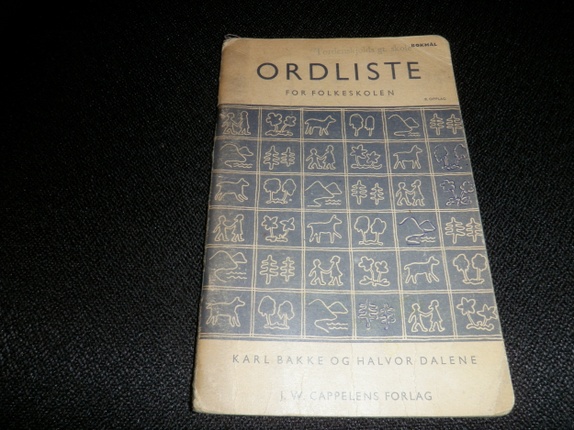 BOKMÅL
ORDLISTE
FOR FOLKESKOLEN
KARL BAKKE OG HALVOR DALENE
J. W. CAPPELENS FORLAG